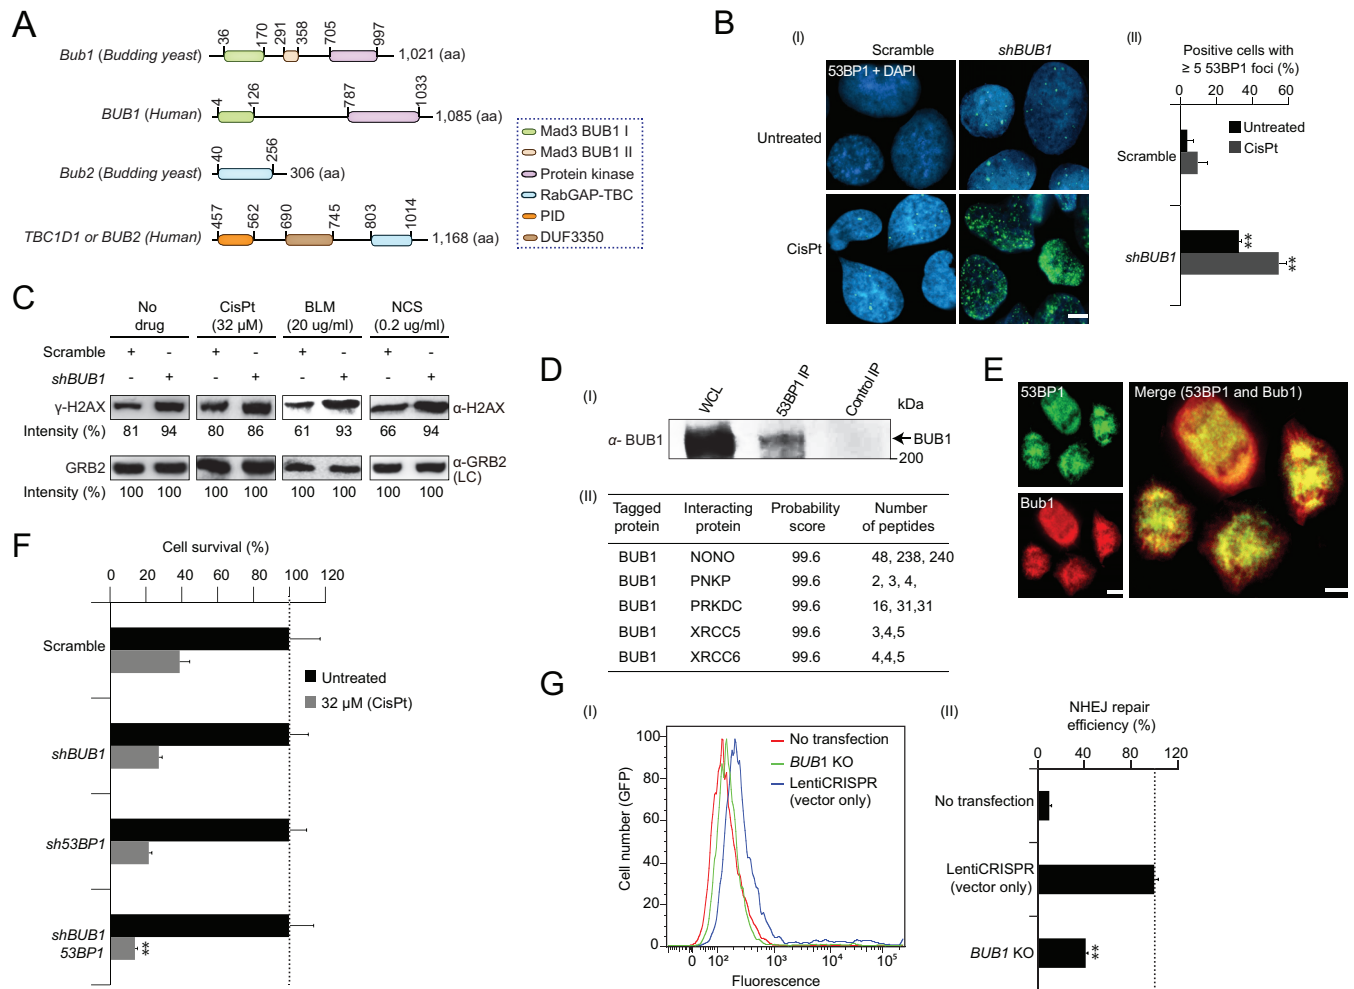 A
36 170 291 358 705 997
Bub1 (Budding yeast) 1,021 (aa)
4 126 787 1033
BUB1 (Human) 1,085 (aa)
40 256
Bub2 (Budding yeast) 306 (aa)
457 562 690 745 803 1014
TBC1D1 or BUB2 (Human) 1,168 (aa)
Mad3 BUB1 I
Mad3 BUB1 II
Protein kinase
RabGAP-TBC
PID
DUF3350
B
(I)
Scramble shBUB1
53BP1 + DAPI
Untreated
CisPt
(II)
Positive cells with
≥ 5 53BP1 foci (%)
0 20 40 60
Untreated
CisPt
Scramble
shBUB1
**
**
C
No drug CisPt (32 µM) BLM (20 ug/ml) NCS (0.2 ug/ml)
Scramble + - + - + - + -
shBUB1 - + - + - + - +
γ-H2AX α-H2AX
Intensity (%) 81 94 80 86 61 93 66 94
GRB2 α-GRB2 (LC)
Intensity (%) 100 100 100 100 100 100 100 100
D
(I)
WCL 53BP1 IP Control IP kDa
α- BUB1 BUB1
200
(II)
Tagged protein Interacting protein Probability score Number of peptides
BUB1 NONO 99.6 48, 238, 240
BUB1 PNKP 99.6 2, 3, 4,
BUB1 PRKDC 99.6 16, 31,31
BUB1 XRCC5 99.6 3,4,5
BUB1 XRCC6 99.6 4,4,5
E
53BP1
Bub1
Merge (53BP1 and Bub1)
F
Cell survival (%)
0 20 40 60 80 100 120
Scramble
shBUB1
sh53BP1
shBUB1
53BP1
**
Untreated
32 µM (CisPt)
G
(I)
Cell number (GFP)
100
80
60
40
20
0
0 10² 10³ 10⁴ 10⁵
Fluorescence
No transfection
BUB1 KO
LentiCRISPR
(vector only)
(II)
NHEJ repair
efficiency (%)
0 40 80 120
No transfection
LentiCRISPR
(vector only)
BUB1 KO
**